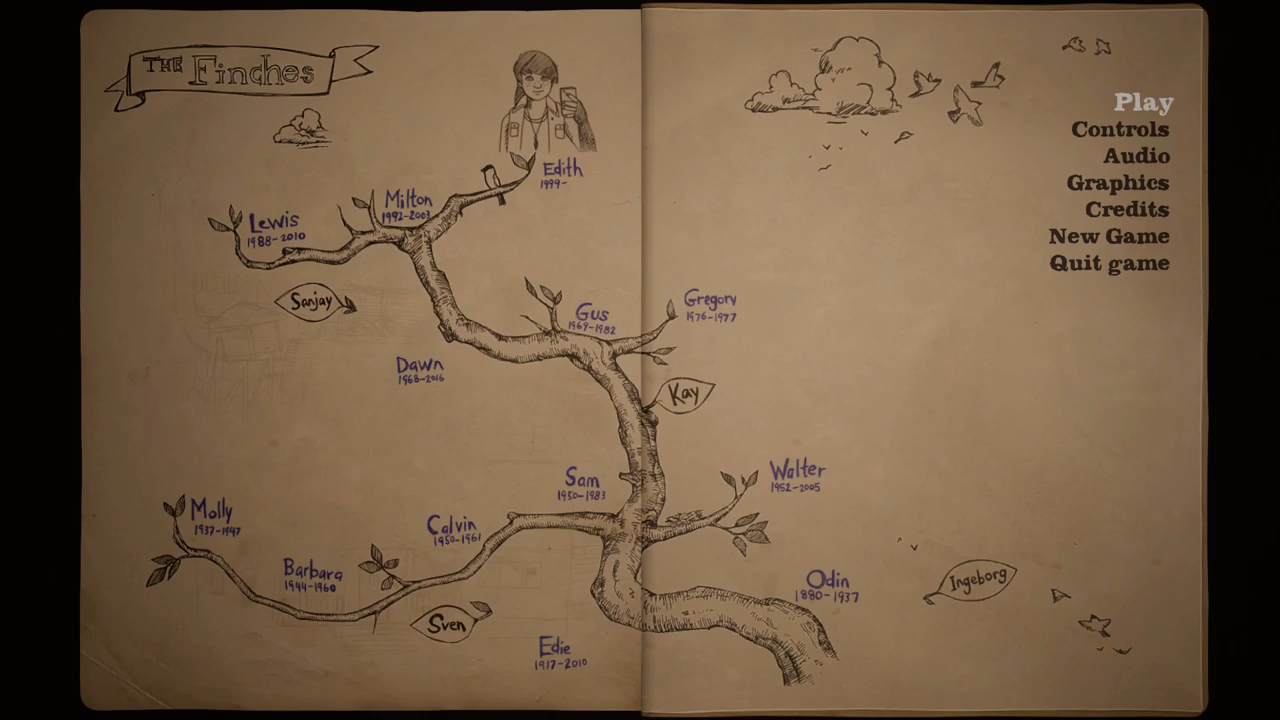 THE Finches
Play
Controls
Audio
Graphics
Credits
New Game
Quit game
Edith
1999-
Milton
1992-2003
Lewis
1988-2010
Sanjay
Gus
1969-1982
Gregory
1976-1977
Dawn
1968-2016
Kay
Sam
1950-1983
Walter
1952-2005
Molly
1937-1947
Calvin
1950-1961
Barbara
1944-1960
Sven
Odin
1880-1937
Ingeborg
Edie
1917-2010